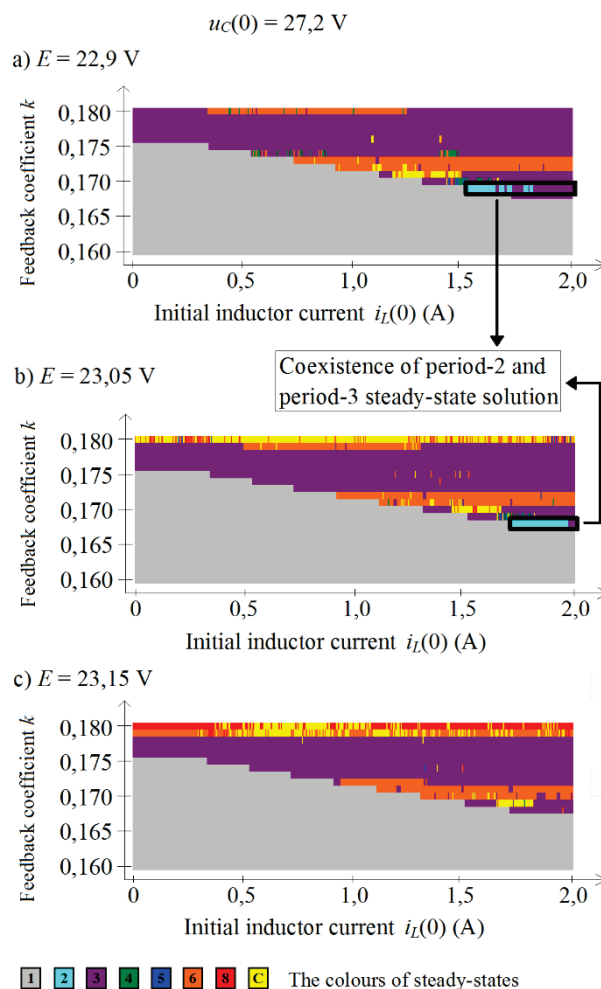 u_C(0) = 27,2 V
a) E = 22,9 V
Feedback coefficient k
0,180
0,175
0,170
0,165
0,160
0
0,5
1,0
1,5
2,0
Initial inductor current i_L(0) (A)
Coexistence of period-2 and
period-3 steady-state solution
b) E = 23,05 V
Feedback coefficient k
0,180
0,175
0,170
0,165
0,160
0
0,5
1,0
1,5
2,0
Initial inductor current i_L(0) (A)
c) E = 23,15 V
Feedback coefficient k
0,180
0,175
0,170
0,165
0,160
0
0,5
1,0
1,5
2,0
Initial inductor current i_L(0) (A)
1 2 3 4 5 6 8 C The colours of steady-states